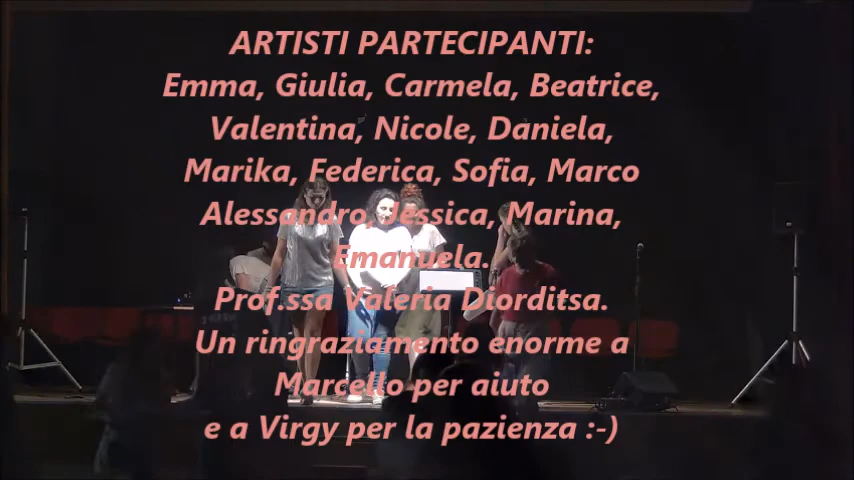 ARTISTI PARTECIPANTI:
Emma, Giulia, Carmela, Beatrice,
Valentina, Nicole, Daniela,
Marika, Federica, Sofia, Marco
Alessandro, Jessica, Marina,
Emanuela.
Prof.ssa Valeria Diorditsa.
Un ringraziamento enorme a
Marcello per aiuto
e a Virgy per la pazienza :-)